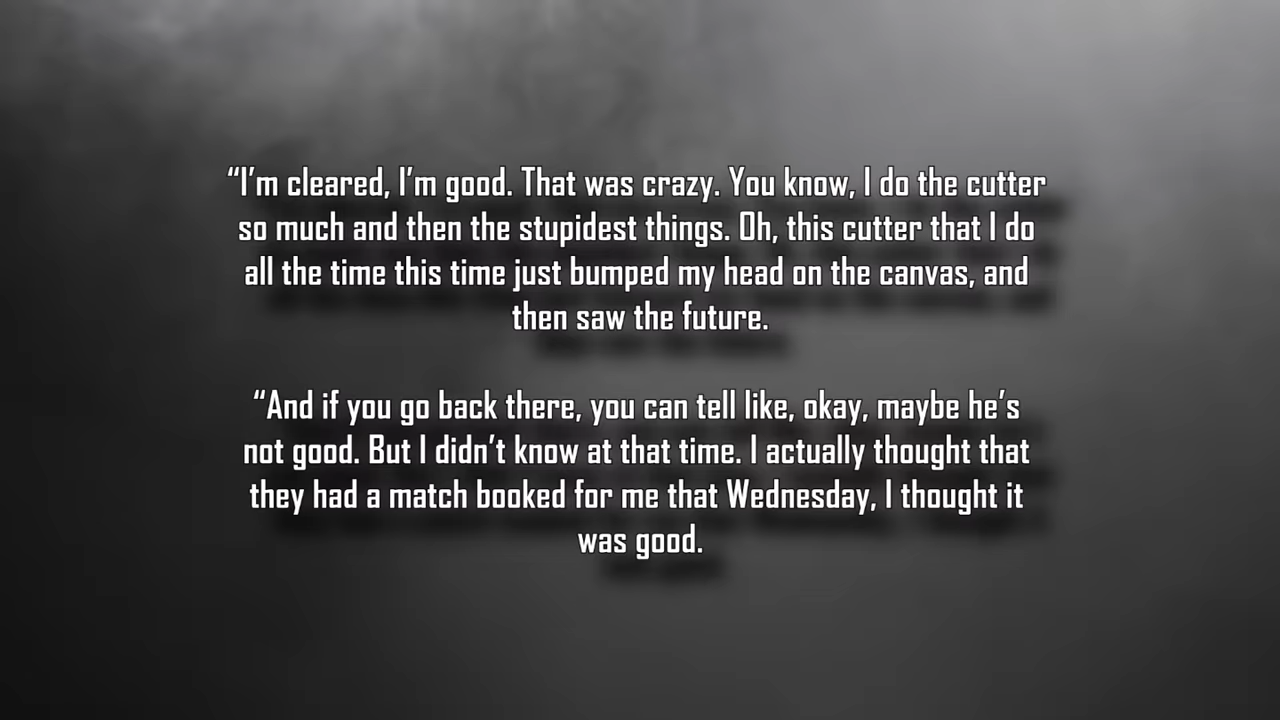 “I’m cleared, I’m good. That was crazy. You know, I do the cutter
so much and then the stupidest things. Oh, this cutter that I do
all the time this time just bumped my head on the canvas, and
then saw the future.
“And if you go back there, you can tell like, okay, maybe he’s
not good. But I didn’t know at that time. I actually thought that
they had a match booked for me that Wednesday, I thought it
was good.